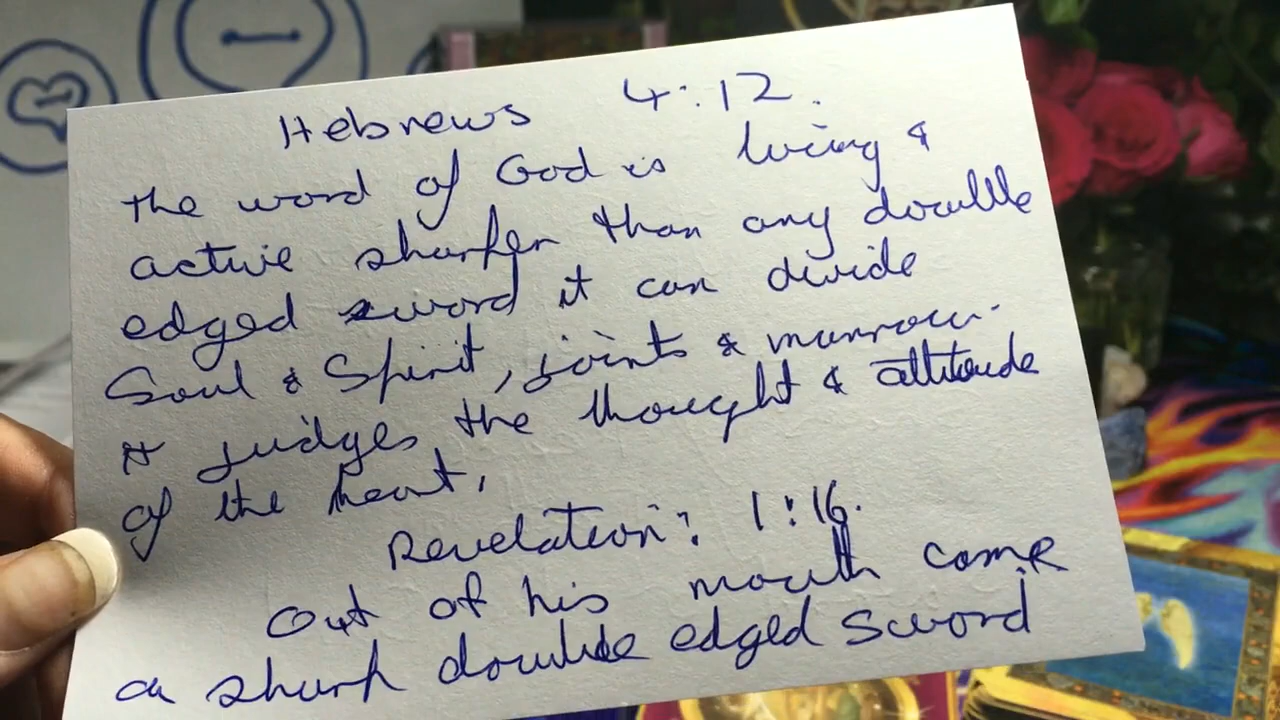 Hebrews 4:12.
the word of God is living &
active sharper than any double
edged sword it can divide
Soul & Spirit, joints & marrow.
It judges the thought & attitude
of the heart,
Revelation: 1:16.
out of his mouth come
a sharp double edged sword